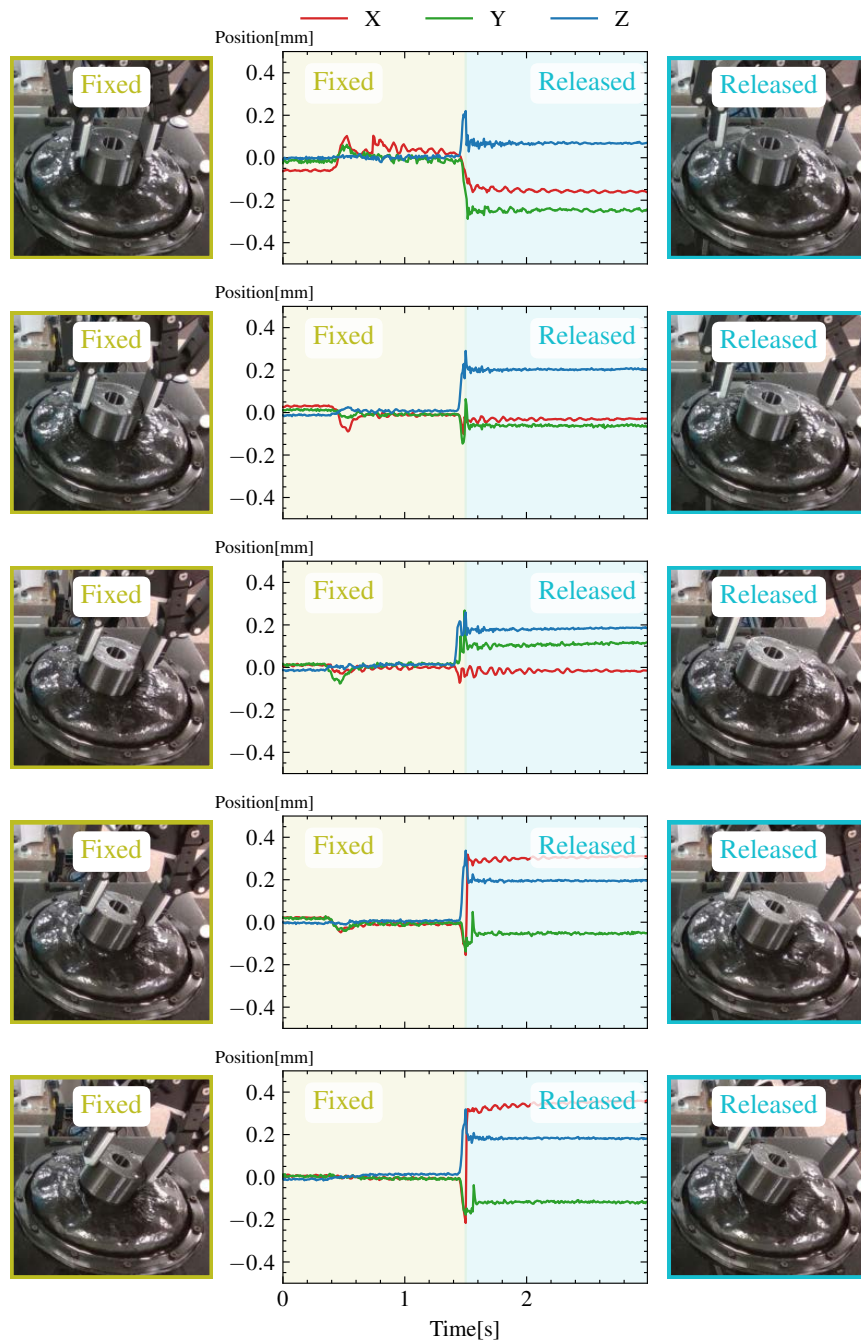 X Y Z
Position[mm]
Fixed
0.4
0.2
0.0
−0.2
−0.4
Fixed Released
Released
Position[mm]
Fixed
0.4
0.2
0.0
−0.2
−0.4
Fixed Released
Released
Position[mm]
Fixed
0.4
0.2
0.0
−0.2
−0.4
Fixed Released
Released
Position[mm]
Fixed
0.4
0.2
0.0
−0.2
−0.4
Fixed Released
Released
Position[mm]
Fixed
0.4
0.2
0.0
−0.2
−0.4
Fixed Released
Released
0 1 2
Time[s]